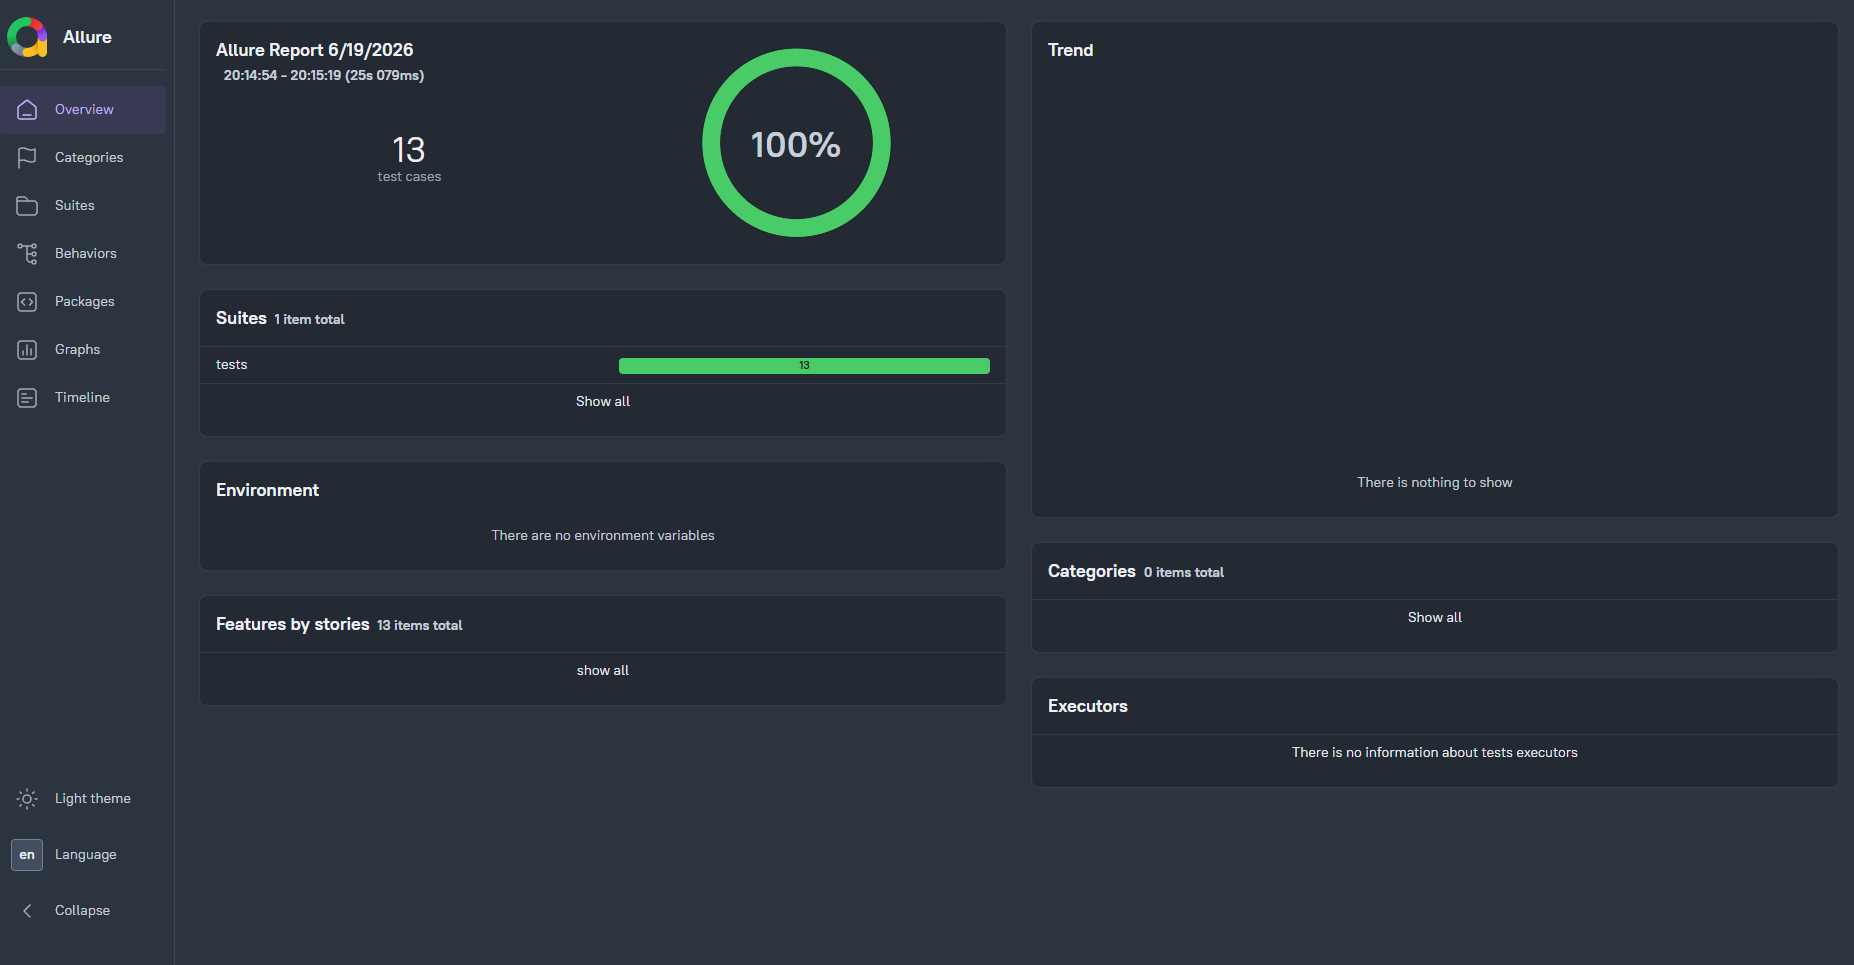 Allure
Overview
Categories
Suites
Behaviors
Packages
Graphs
Timeline
Light theme
en Language
Collapse
Allure Report 6/19/2026
20:14:54 - 20:15:19 (25s 079ms)
13
test cases
100%
Suites 1 item total
tests 13
Show all
Environment
There are no environment variables
Features by stories 13 items total
show all
Trend
There is nothing to show
Categories 0 items total
Show all
Executors
There is no information about tests executors